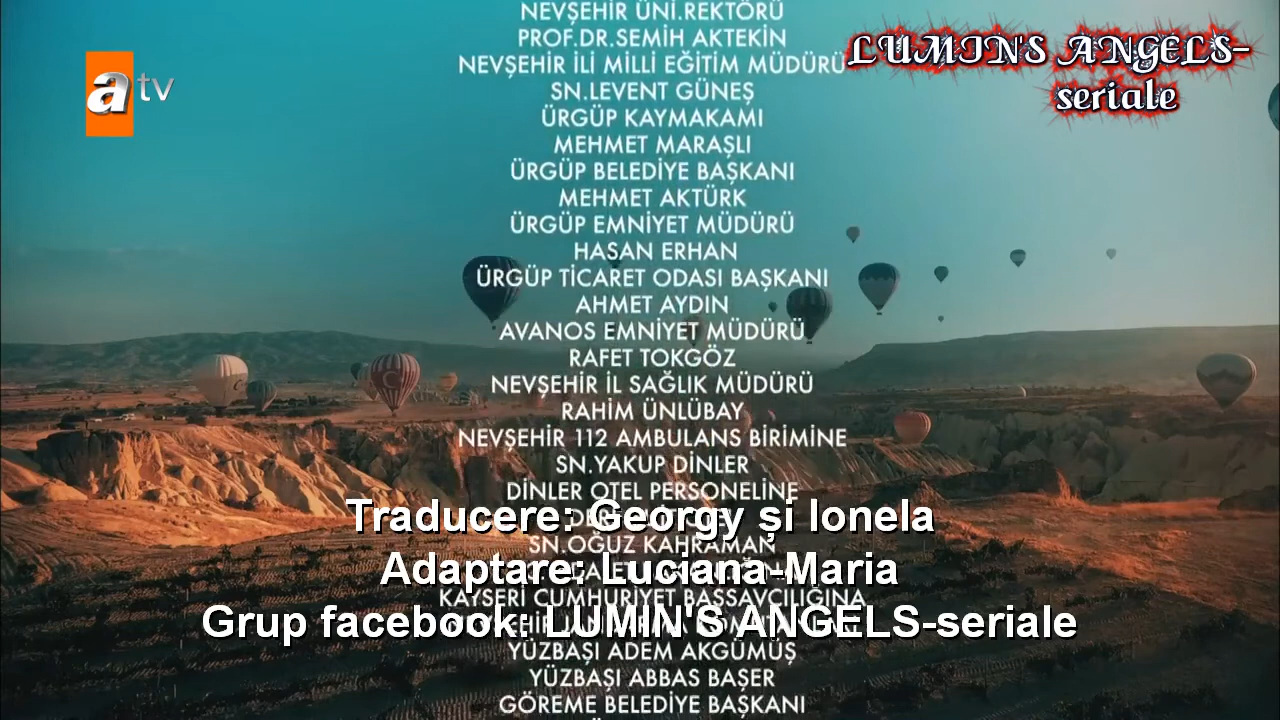 NEVŞEHİR ÜNİ.REKTÖRÜ
PROF.DR.SEMİH AKTEKİN
NEVŞEHİR İLİ MİLLİ EĞİTİM MÜDÜRÜ
SN.LEVENT GÜNEŞ
ÜRGÜP KAYMAKAMI
MEHMET MARAŞLI
ÜRGÜP BELEDİYE BAŞKANI
MEHMET AKTÜRK
ÜRGÜP EMNİYET MÜDÜRÜ
HASAN ERHAN
ÜRGÜP TİCARET ODASI BAŞKANI
AHMET AYDIN
AVANOS EMNİYET MÜDÜRÜ
RAFET TOKGÖZ
NEVŞEHİR İL SAĞLIK MÜDÜRÜ
RAHİM ÜNLÜBAY
NEVŞEHİR 112 AMBULANS BİRİMİNE
SN.YAKUP DİNLER
DİNLER OTEL PERSONELİNE
SN.OĞUZ KAHRAMAN
KAYSERİ CUMHURİYET BAŞSAVCILIĞINA
YÜZBAŞI ADEM AKGÜMÜŞ
YÜZBAŞI ABBAS BAŞER
GÖREME BELEDİYE BAŞKANI
atv
LUMIN'S ANGELS-
seriale
Traducere: Georgy și Ionela
Adaptare: Luciana-Maria
Grup facebook: LUMIN'S ANGELS-seriale